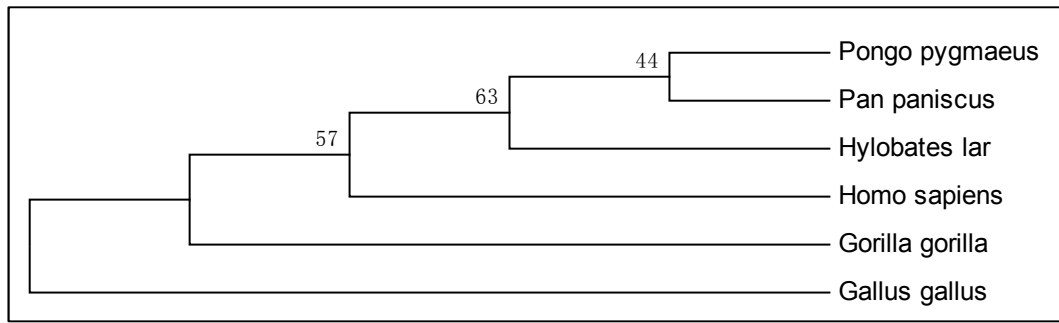 44
Pongo pygmaeus
63
Pan paniscus
57
Hylobates lar
Homo sapiens
Gorilla gorilla
Gallus gallus